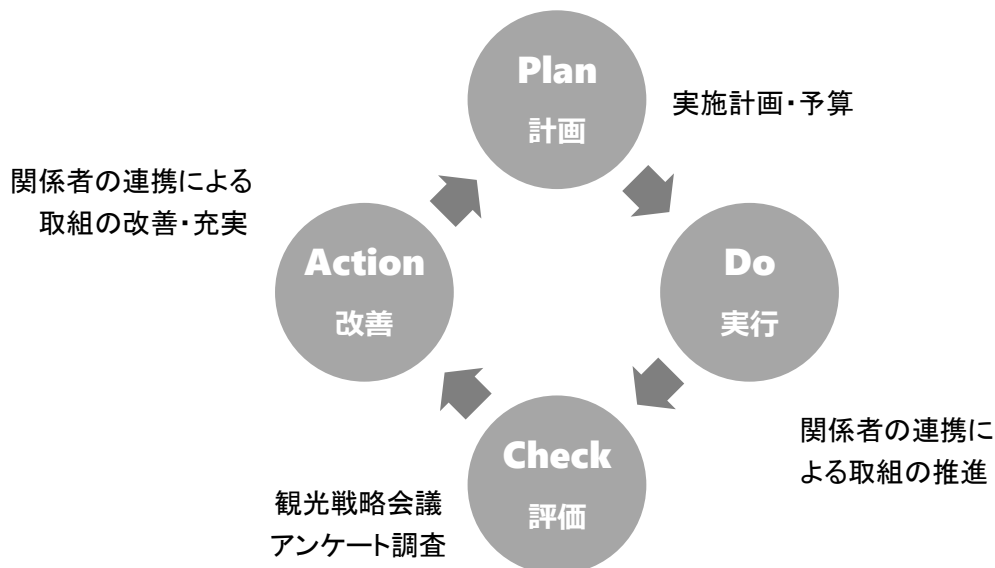 Plan
計画
実施計画・予算
関係者の連携による
取組の改善・充実
Action
改善
Do
実行
関係者の連携に
よる取組の推進
Check
評価
観光戦略会議
アンケート調査